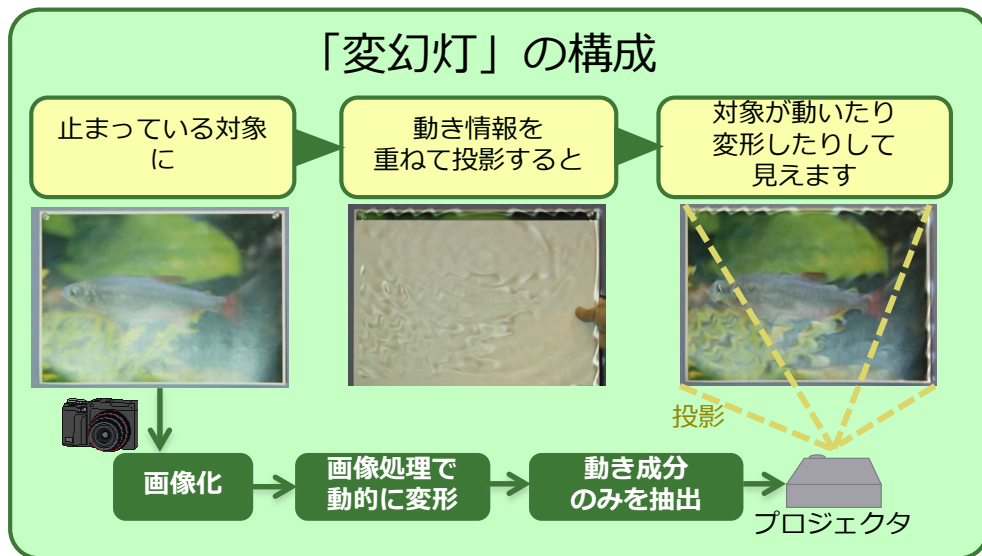 「変幻灯」の構成
止まっている対象
に
動き情報を
重ねて投影すると
対象が動いたり
変形したりして
見えます
投影
画像化
画像処理で
動的に変形
動き成分
のみを抽出
プロジェクタ